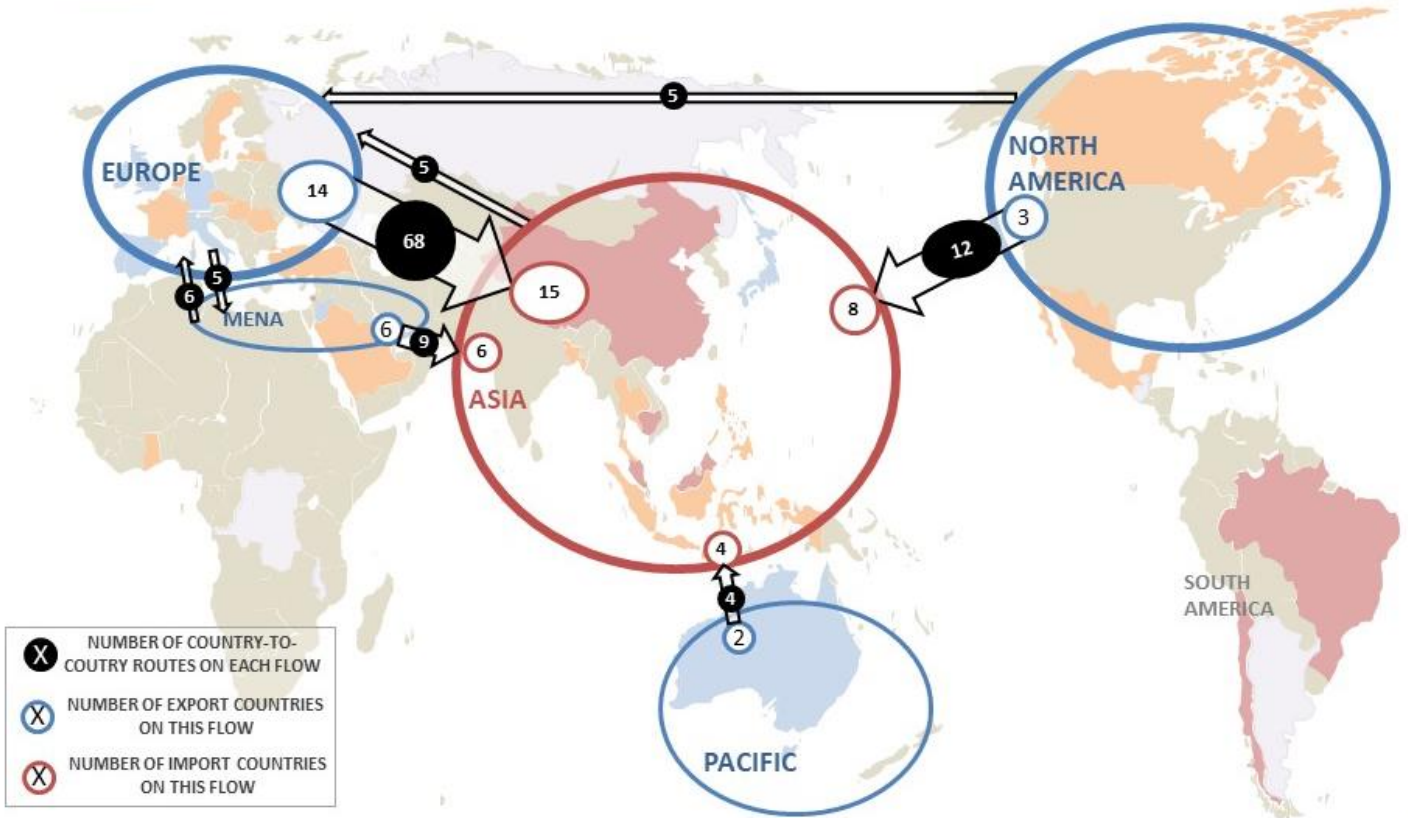 5
NORTH
AMERICA
EUROPE
5
14
3
68
12
5
6
15
8
MENA
6
9
6
ASIA
4
4
2
SOUTH
AMERICA
PACIFIC
X
NUMBER OF COUNTRY-TO-
COUTRY ROUTES ON EACH FLOW
X
NUMBER OF EXPORT COUNTRIES
ON THIS FLOW
X
NUMBER OF IMPORT COUNTRIES
ON THIS FLOW